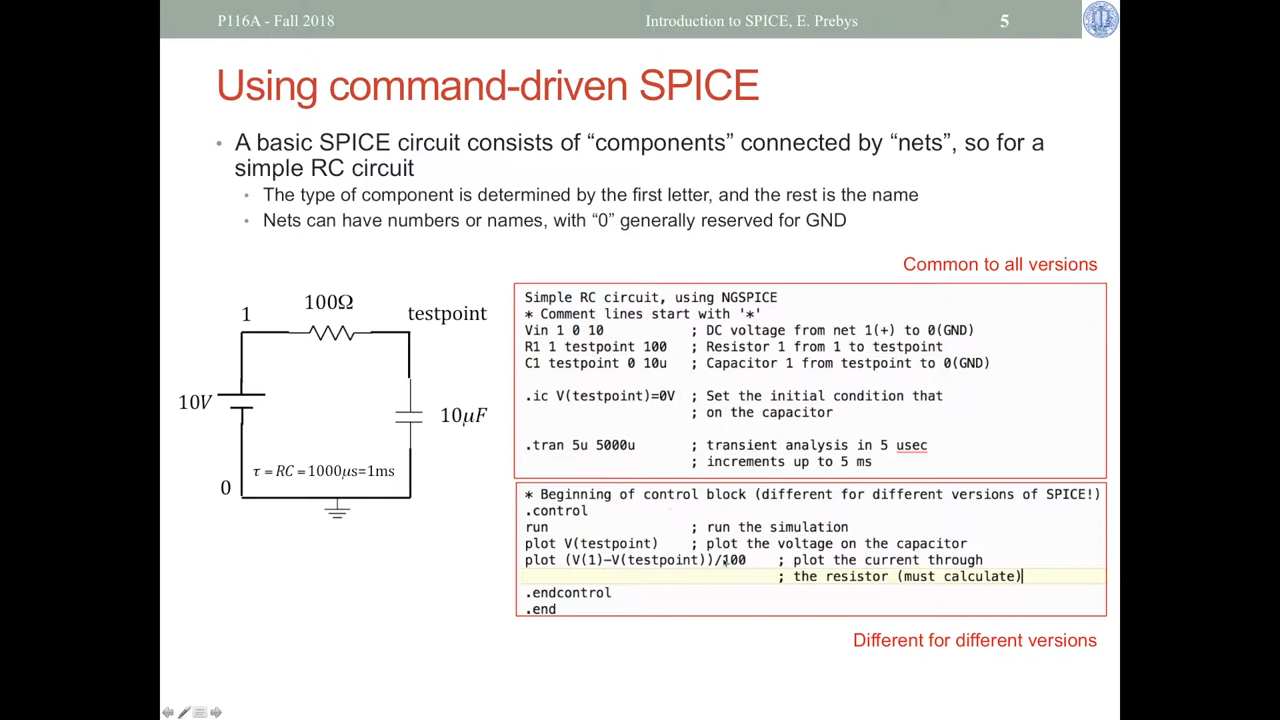 P116A - Fall 2018
Introduction to SPICE, E. Prebys
5
Using command-driven SPICE
• A basic SPICE circuit consists of “components” connected by “nets”, so for a
simple RC circuit
• The type of component is determined by the first letter, and the rest is the name
• Nets can have numbers or names, with “0” generally reserved for GND
Common to all versions
100Ω
1
testpoint
10V
10μF
τ = RC = 1000μs=1ms
0
Simple RC circuit, using NGSPICE
* Comment lines start with '*'
Vin 1 0 10 ; DC voltage from net 1(+) to 0(GND)
R1 1 testpoint 100 ; Resistor 1 from 1 to testpoint
C1 testpoint 0 10u ; Capacitor 1 from testpoint to 0(GND)
.ic V(testpoint)=0V ; Set the initial condition that
; on the capacitor
.tran 5u 5000u ; transient analysis in 5 usec
; increments up to 5 ms
* Beginning of control block (different for different versions of SPICE!)
.control
run ; run the simulation
plot V(testpoint) ; plot the voltage on the capacitor
plot (V(1)-V(testpoint))/100 ; plot the current through
; the resistor (must calculate)
.endcontrol
.end
Different for different versions